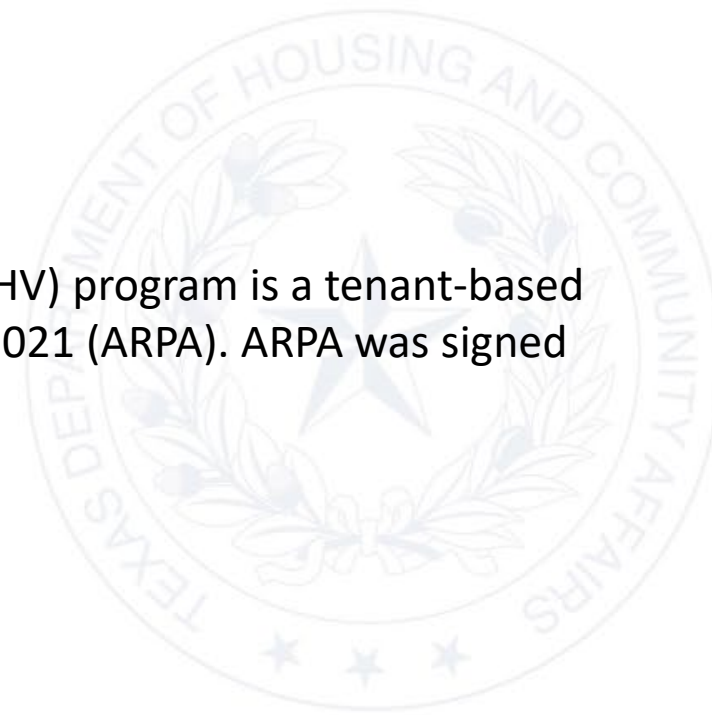 TEXAS DEPARTMENT OF HOUSING AND COMMUNITY AFFAIRS
HV) program is a tenant-based
021 (ARPA). ARPA was signed